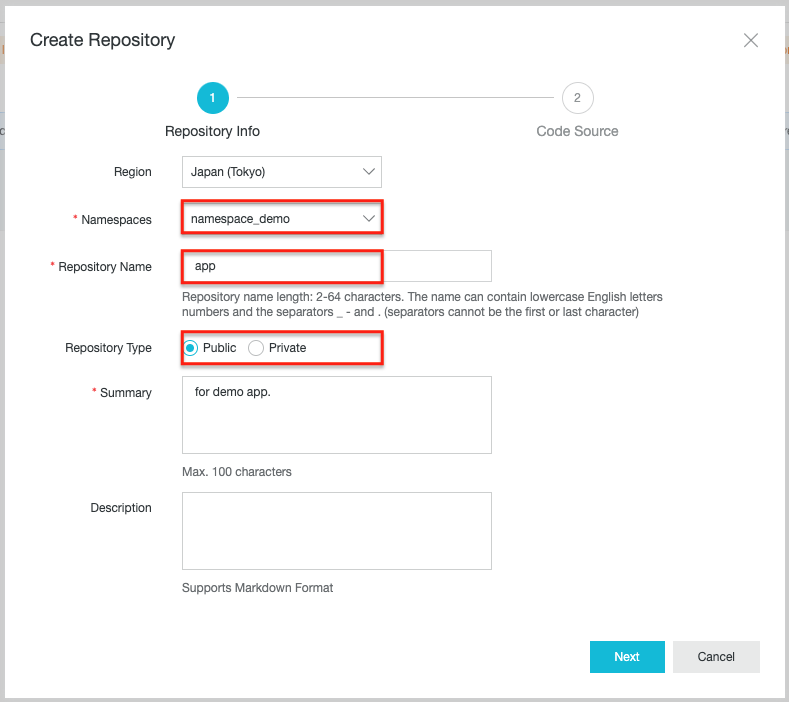 Create Repository
1
2
Repository Info
Code Source
Region
Japan (Tokyo)
* Namespaces
namespace_demo
* Repository Name
app
Repository name length: 2-64 characters. The name can contain lowercase English letters
numbers and the separators _ - and . (separators cannot be the first or last character)
Repository Type
Public
Private
* Summary
for demo app.
Max. 100 characters
Description
Supports Markdown Format
Next
Cancel